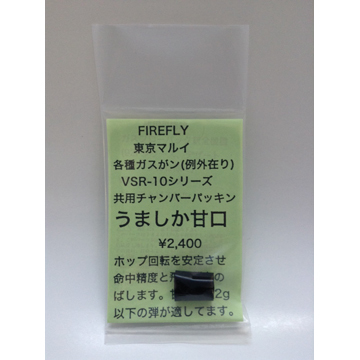 FIREFLY
東京マルイ
各種ガスガン(例外在り)
VSR-10シリーズ
共用チャンバーパッキン
うましか甘口
¥2,400
ホップ回転を安定させ
命中精度と の
ばします。 2g
以下の弾が適してます。